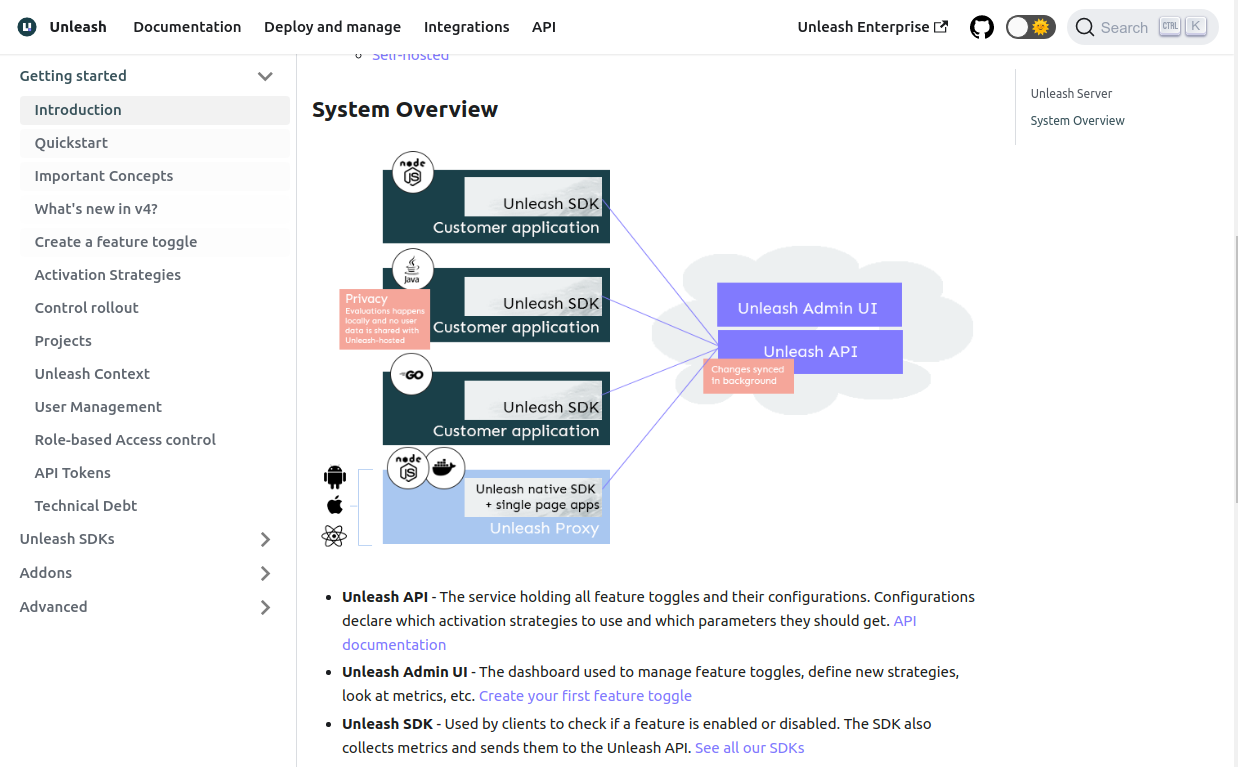 Unleash
Documentation
Deploy and manage
Integrations
API
Unleash Enterprise
Search
CTRL
K
Getting started
Introduction
Quickstart
Important Concepts
What's new in v4?
Create a feature toggle
Activation Strategies
Control rollout
Projects
Unleash Context
User Management
Role-based Access control
API Tokens
Technical Debt
Unleash SDKs
Addons
Advanced
Self-hosted
System Overview
node
JS
Unleash SDK
Customer application
Java
Unleash SDK
Customer application
Privacy
Evaluations happens
locally and no user
data is shared with
Unleash-hosted
GO
Unleash SDK
Customer application
node
JS
Unleash native SDK
+ single page apps
Unleash Proxy
Unleash Admin UI
Unleash API
Changes synced
in background
• Unleash API - The service holding all feature toggles and their configurations. Configurations
declare which activation strategies to use and which parameters they should get. API
documentation
• Unleash Admin UI - The dashboard used to manage feature toggles, define new strategies,
look at metrics, etc. Create your first feature toggle
• Unleash SDK - Used by clients to check if a feature is enabled or disabled. The SDK also
collects metrics and sends them to the Unleash API. See all our SDKs
Unleash Server
System Overview